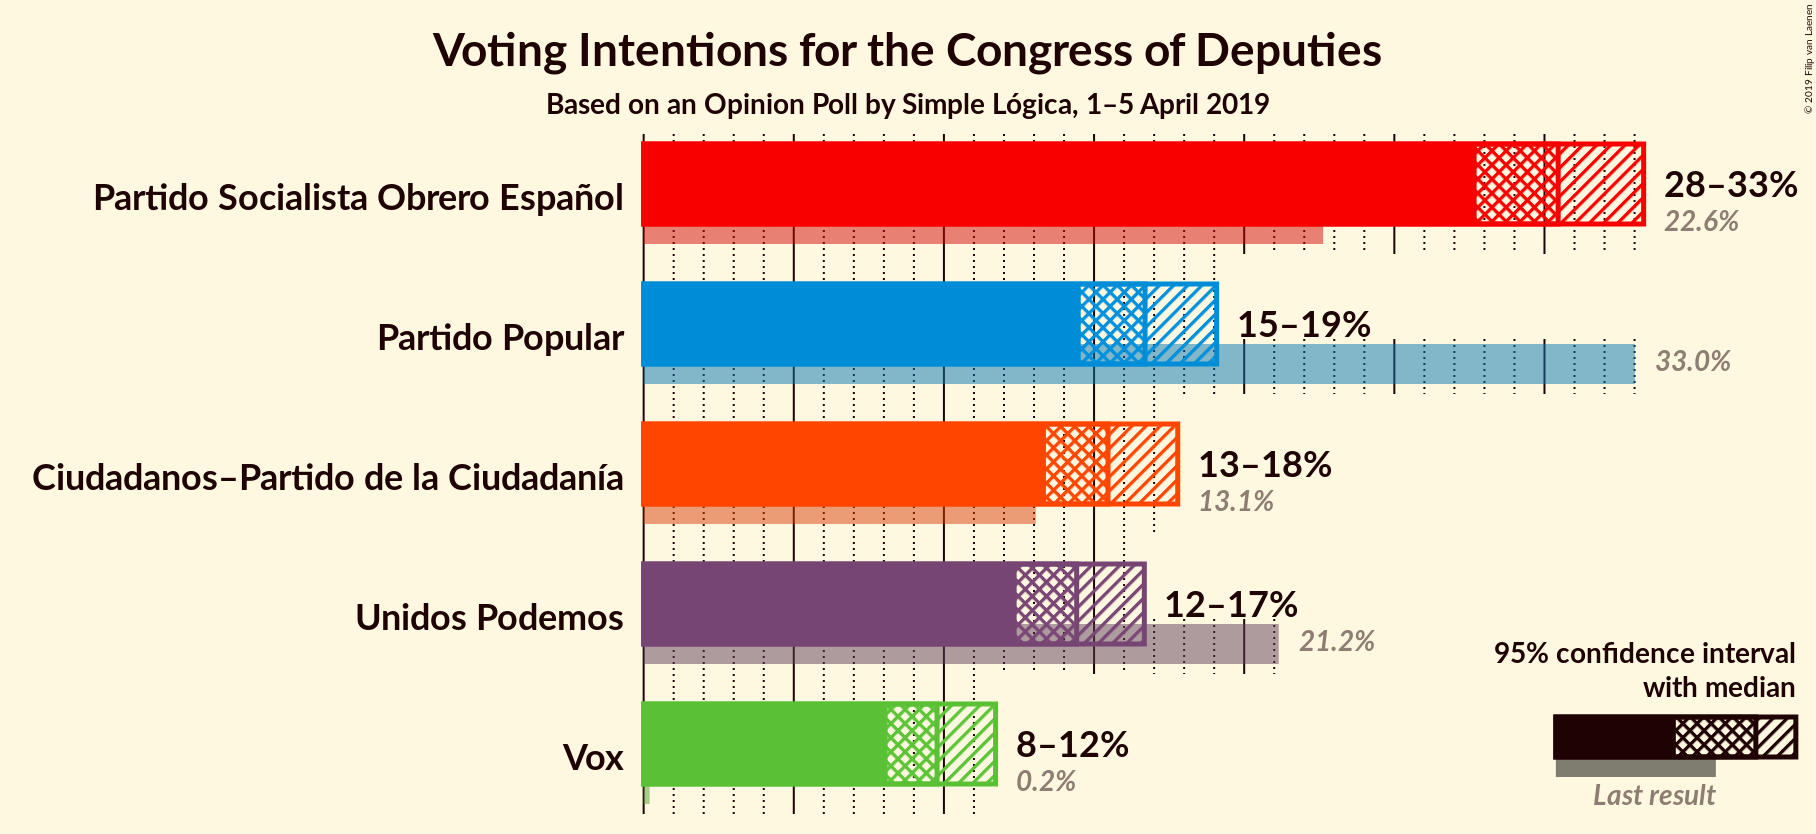 Voting Intentions for the Congress of Deputies
Based on an Opinion Poll by Simple Lógica, 1–5 April 2019
© 2019 Filip van Laenen
Partido Socialista Obrero Español
28–33%
22.6%
Partido Popular
15–19%
33.0%
Ciudadanos–Partido de la Ciudadanía
13–18%
13.1%
Unidos Podemos
12–17%
21.2%
Vox
8–12%
0.2%
95% confidence interval
with median
Last result